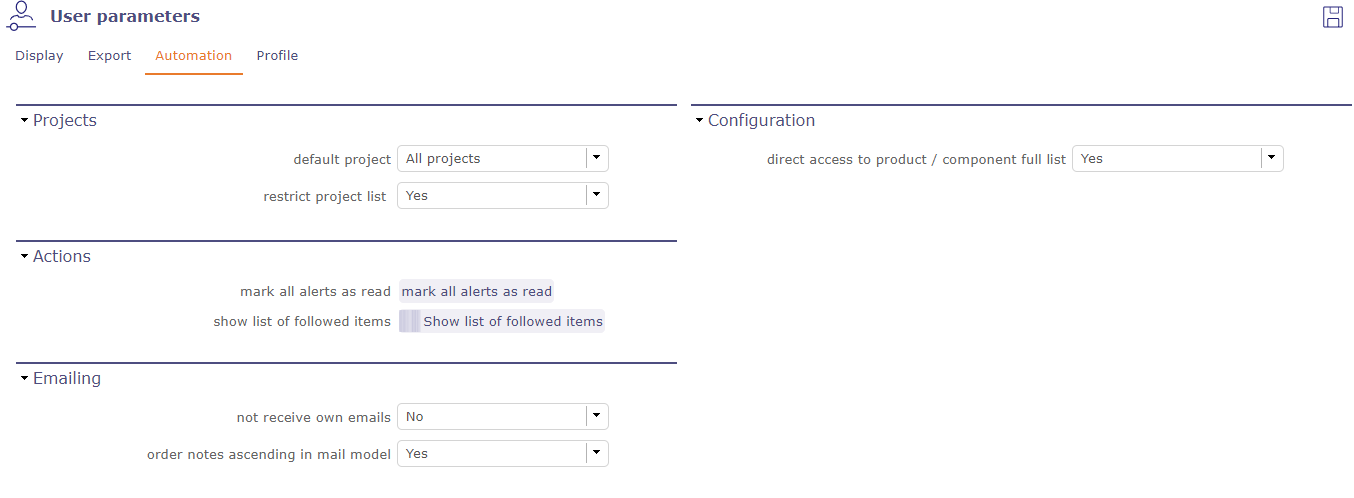 User parameters
Display Export Automation Profile
Projects
default project All projects
restrict project list Yes
Actions
mark all alerts as read mark all alerts as read
show list of followed items Show list of followed items
Emailing
not receive own emails No
order notes ascending in mail model Yes
Configuration
direct access to product / component full list Yes